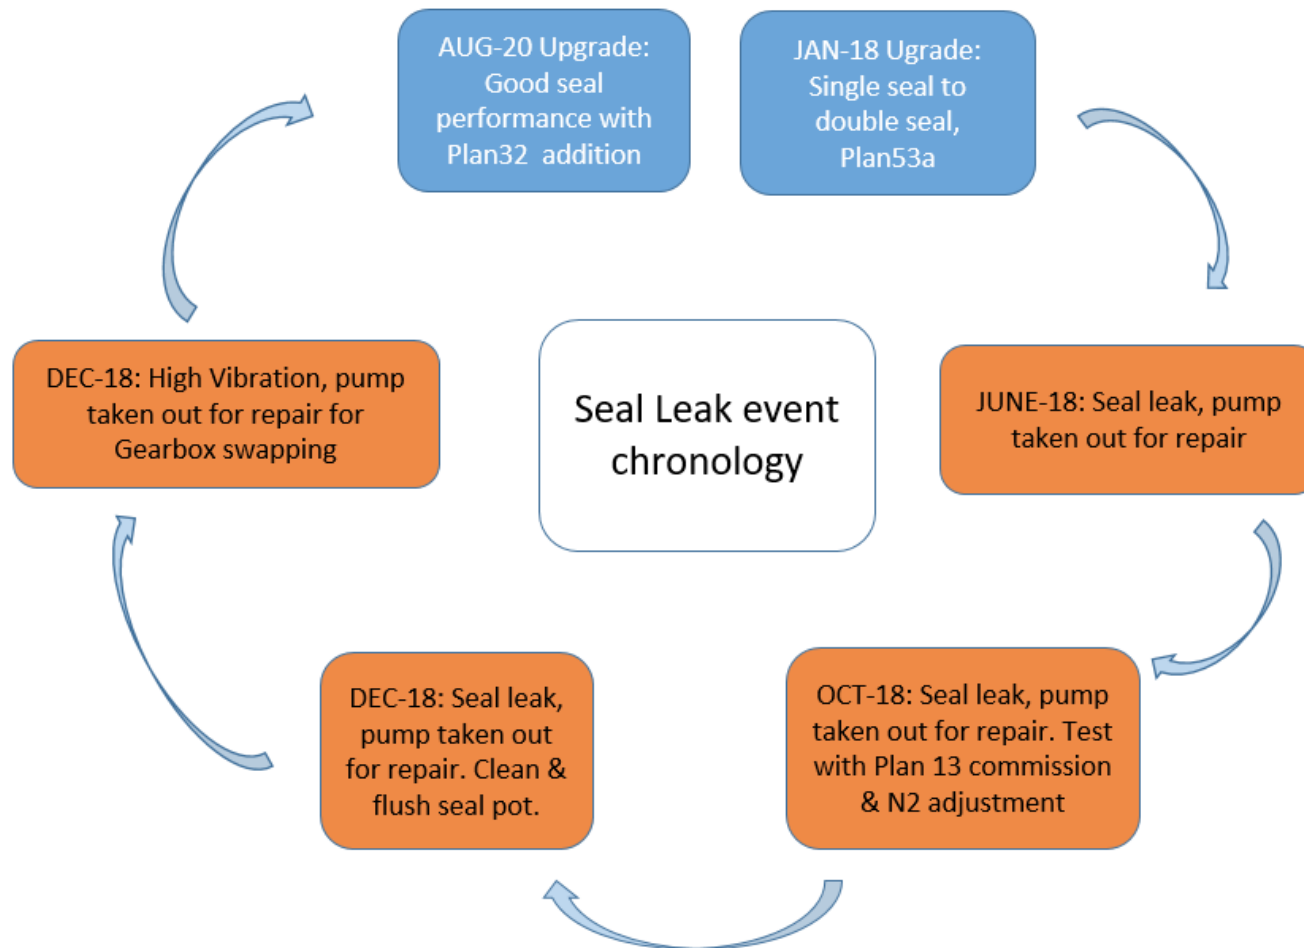 AUG-20 Upgrade:
Good seal
performance with
Plan32 addition
JAN-18 Ugrade:
Single seal to
double seal,
Plan53a
DEC-18: High Vibration, pump
taken out for repair for
Gearbox swapping
Seal Leak event
chronology
JUNE-18: Seal leak, pump
taken out for repair
DEC-18: Seal leak,
pump taken out
for repair. Clean &
flush seal pot.
OCT-18: Seal leak, pump
taken out for repair. Test
with Plan 13 commission
& N2 adjustment